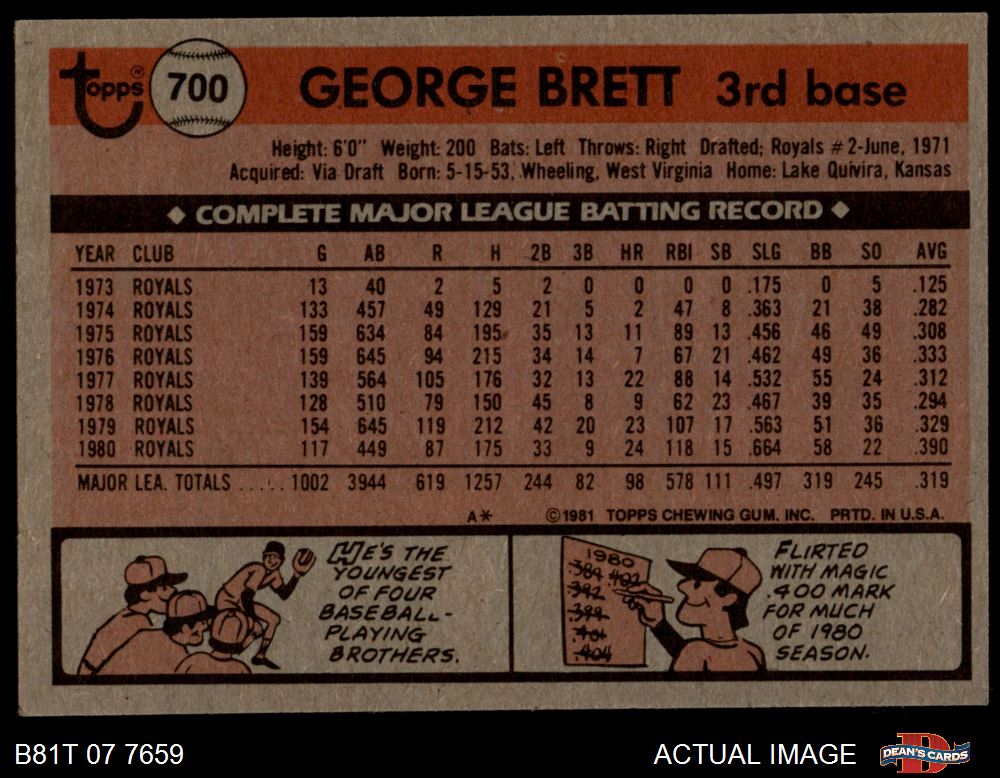 Topps® 700 GEORGE BRETT 3rd base
Height: 6'0" Weight: 200 Bats: Left Throws: Right Drafted; Royals #2-June, 1971
Acquired: Via Draft Born: 5-15-53, Wheeling, West Virginia Home: Lake Quivira, Kansas
◆ COMPLETE MAJOR LEAGUE BATTING RECORD ◆
YEAR CLUB G AB R H 2B 3B HR RBI SB SLG BB SO AVG
1973 ROYALS 13 40 2 5 2 0 0 0 0 .175 0 5 .125
1974 ROYALS 133 457 49 129 21 5 2 47 8 .363 21 38 .282
1975 ROYALS 159 634 84 195 35 13 11 89 13 .456 46 49 .308
1976 ROYALS 159 645 94 215 34 14 7 67 21 .462 49 36 .333
1977 ROYALS 139 564 105 176 32 13 22 88 14 .532 55 24 .312
1978 ROYALS 128 510 79 150 45 8 9 62 23 .467 39 35 .294
1979 ROYALS 154 645 119 212 42 20 23 107 17 .563 51 36 .329
1980 ROYALS 117 449 87 175 33 9 24 118 15 .664 58 22 .390
MAJOR LEA. TOTALS ..... 1002 3944 619 1257 244 82 98 578 111 .497 319 245 .319
A* ©1981 TOPPS CHEWING GUM. INC. PRTD. IN U.S.A.
HE'S THE
YOUNGEST
OF FOUR
BASEBALL-
PLAYING
BROTHERS.
1980
.384 .402
.392
.399
.401
.404
FLIRTED
WITH MAGIC
.400 MARK
FOR MUCH
OF 1980
SEASON.
B81T 07 7659 ACTUAL IMAGE DEAN'S CARDS